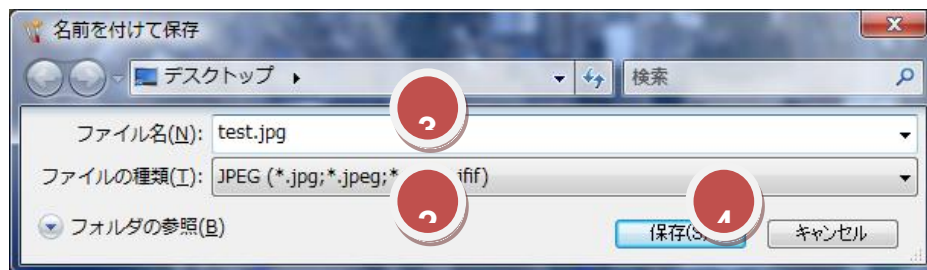 名前を付けて保存
デスクトップ
検索
ファイル名(N): test.jpg
ファイルの種類(T): JPEG (*.jpg;*.jpeg;*
フォルダの参照(B)
保存(S
4
キャンセル